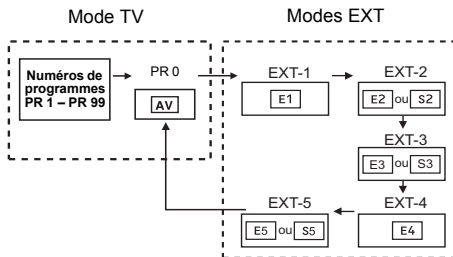 Mode TV
Modes EXT
Numéros de
programmes
PR 1 – PR 99
PR 0
AV
EXT-1
E1
EXT-2
E2 ou S2
EXT-3
E3 ou S3
EXT-4
E4
EXT-5
E5 ou S5